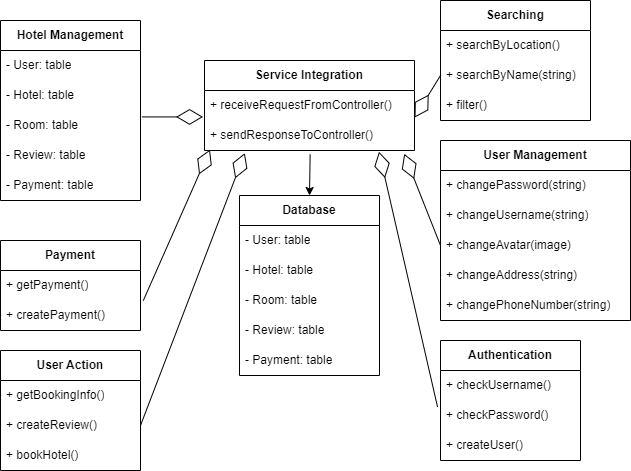 Hotel Management
- User: table
- Hotel: table
- Room: table
- Review: table
- Payment: table
Payment
+ getPayment()
+ createPayment()
User Action
+ getBookingInfo()
+ createReview()
+ bookHotel()
Service Integration
+ receiveRequestFromController()
+ sendResponseToController()
Database
- User: table
- Hotel: table
- Room: table
- Review: table
- Payment: table
Searching
+ searchByLocation()
+ searchByName(string)
+ filter()
User Management
+ changePassword(string)
+ changeUsername(string)
+ changeAvatar(image)
+ changeAddress(string)
+ changePhoneNumber(string)
Authentication
+ checkUsername()
+ checkPassword()
+ createUser()